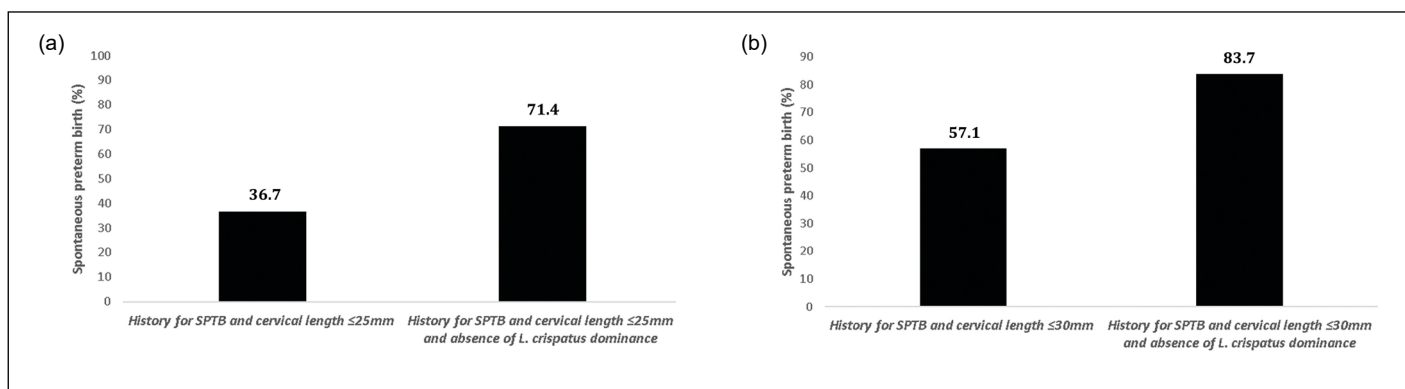 (a)
Spontaneous preterm birth (%)
100
90
80
70
60
50
40
30
20
10
0
36.7
71.4
History for SPTB and cervical length ≤25mm
History for SPTB and cervical length ≤25mm
and absence of L. crispatus dominance
(b)
Spontaneous preterm birth (%)
90
80
70
60
50
40
30
20
10
0
57.1
83.7
History for SPTB and cervical length ≤30mm
History for SPTB and cervical length ≤30mm
and absence of L. crispatus dominance